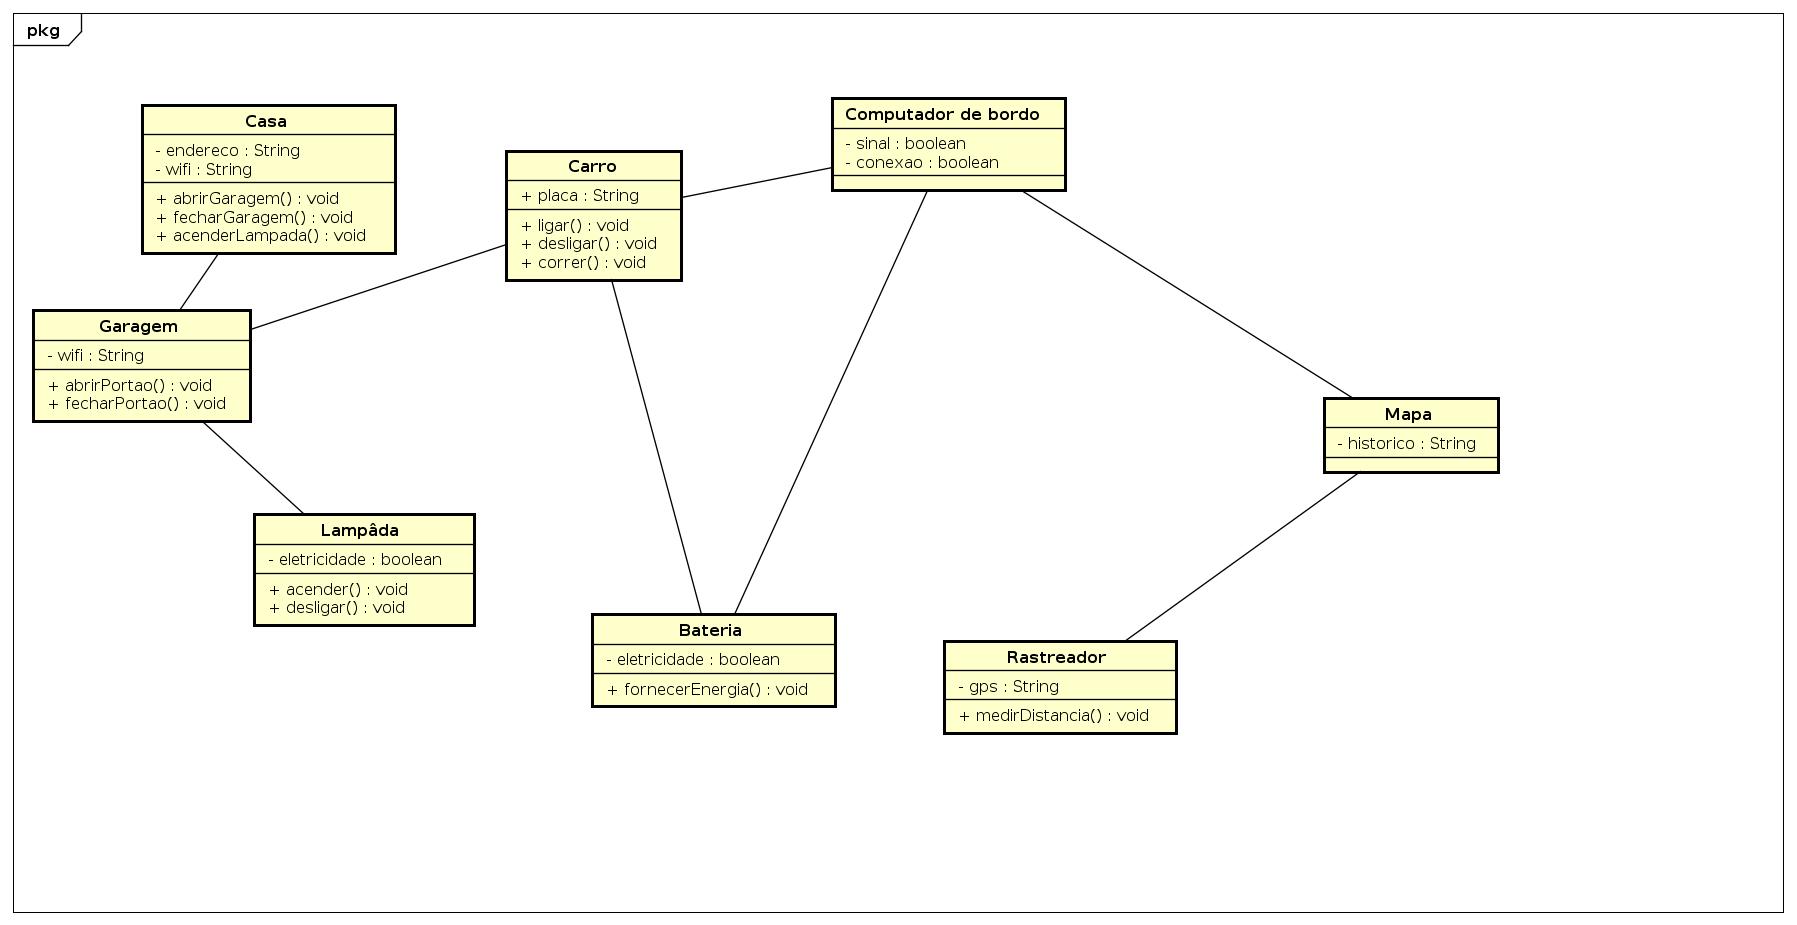 pkg
Casa
- endereco : String
- wifi : String
+ abrirGaragem() : void
+ fecharGaragem() : void
+ acenderLampada() : void
Carro
+ placa : String
+ ligar() : void
+ desligar() : void
+ correr() : void
Computador de bordo
- sinal : boolean
- conexao : boolean
Garagem
- wifi : String
+ abrirPortao() : void
+ fecharPortao() : void
Mapa
- historico : String
Lampâda
- eletricidade : boolean
+ acender() : void
+ desligar() : void
Bateria
- eletricidade : boolean
+ fornecerEnergia() : void
Rastreador
- gps : String
+ medirDistancia() : void